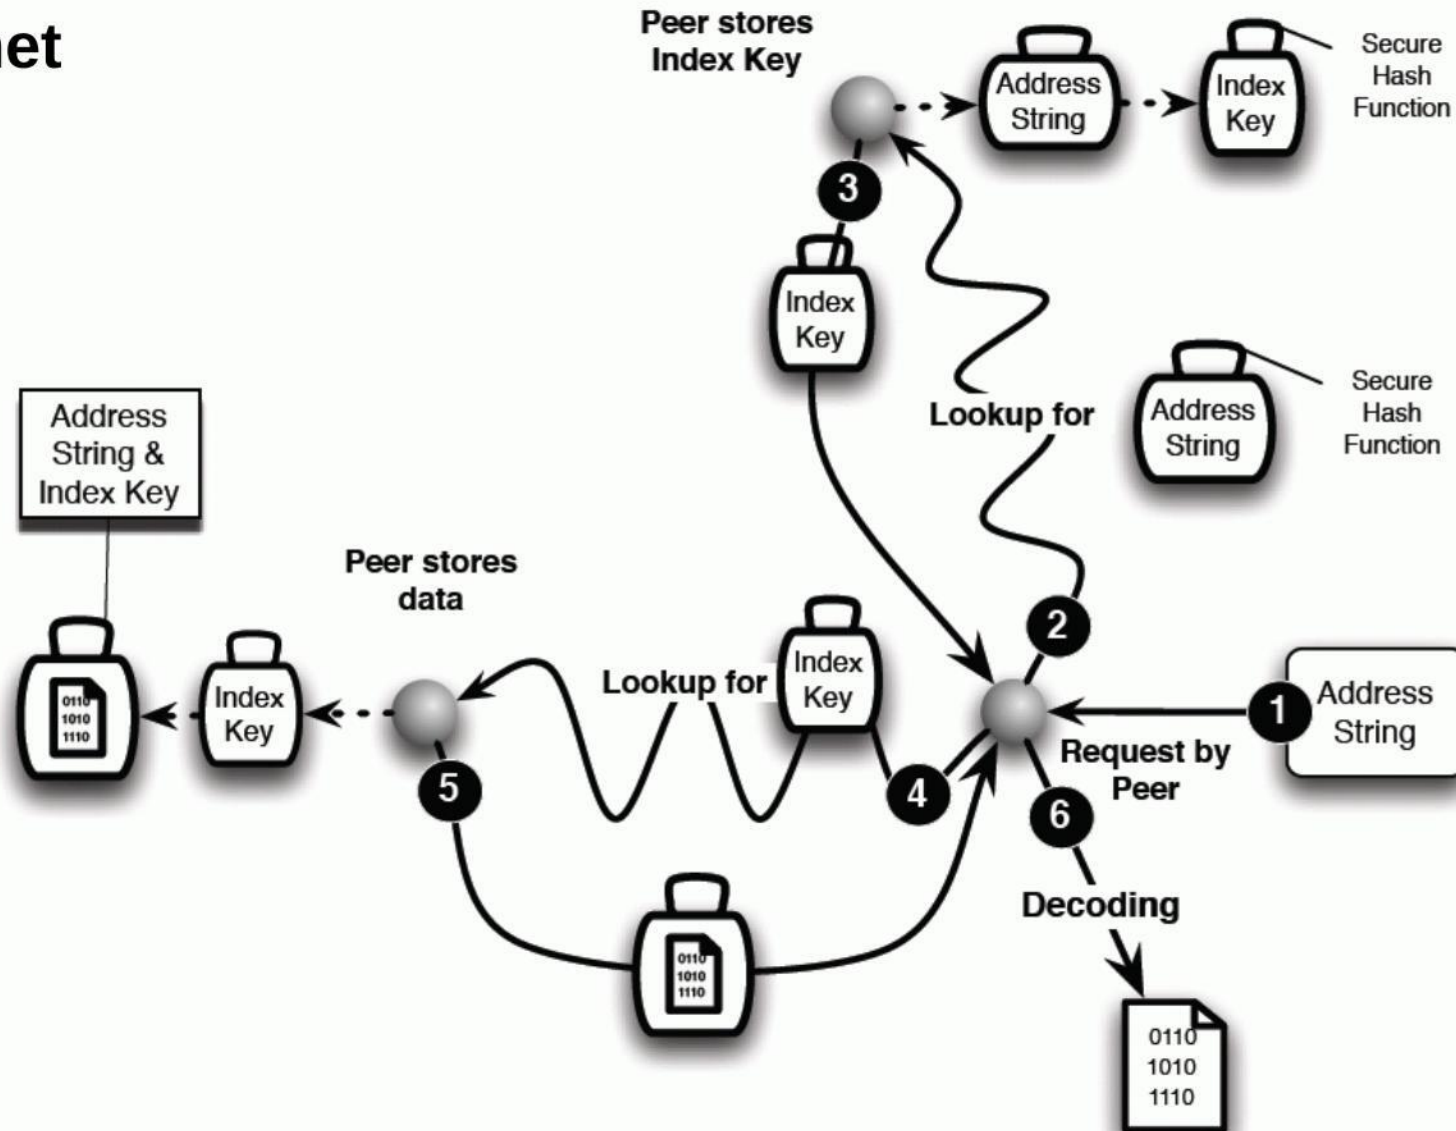 net
Peer stores
Index Key
Address
String
Index
Key
Secure
Hash
Function
3
Index
Key
Lookup for
Address
String
Secure
Hash
Function
Address
String &
Index Key
Peer stores
data
2
0110
1010
1110
Index
Key
Lookup for
Index
Key
1
Address
String
Request by
Peer
5
4
6
Decoding
0110
1010
1110
0110
1010
1110